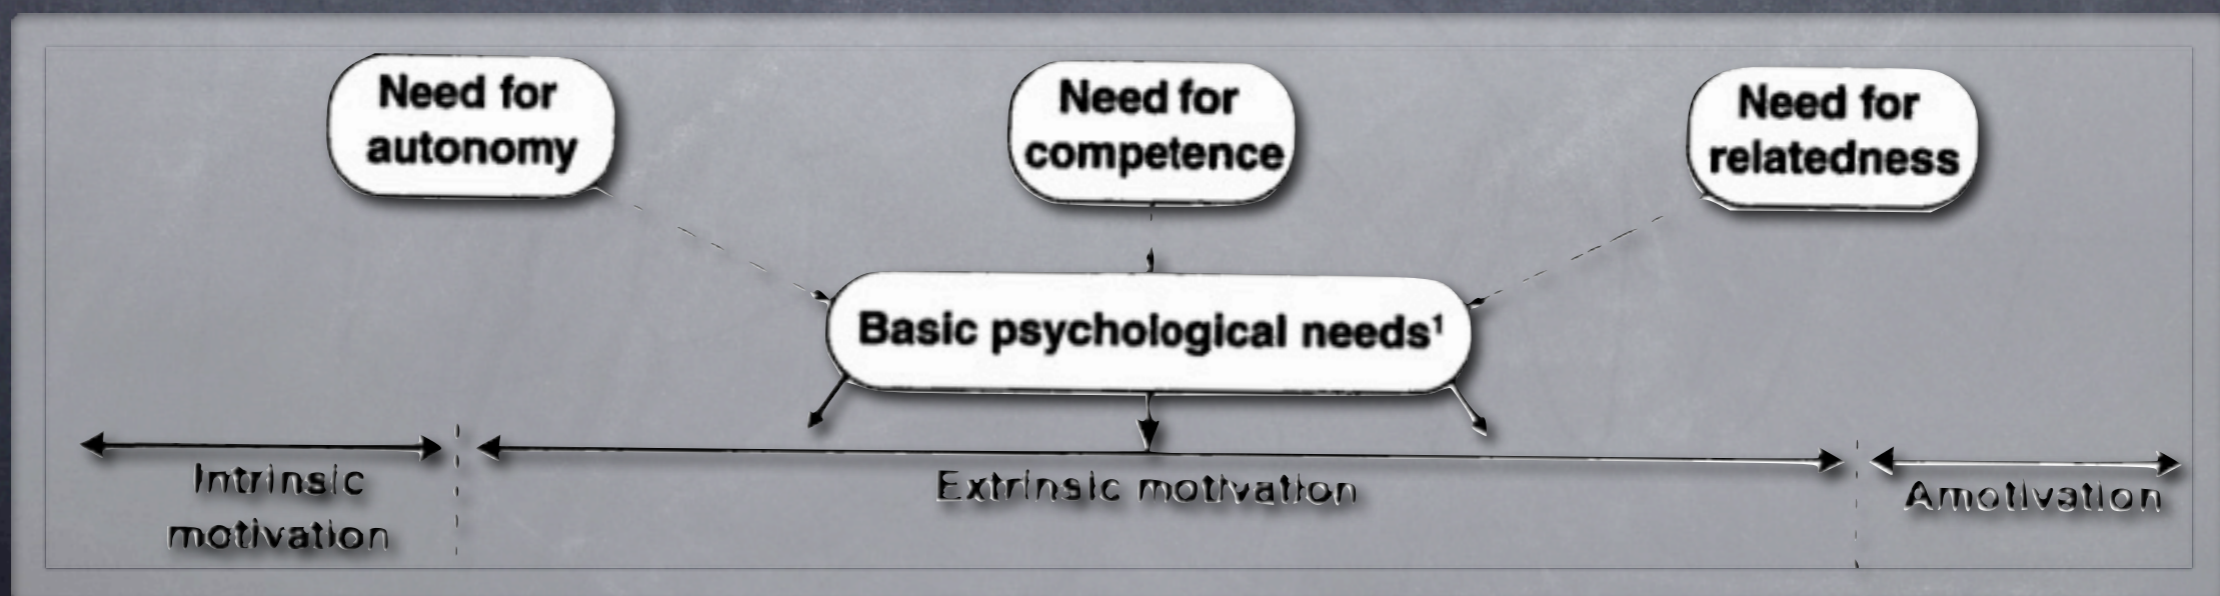 Need for
autonomy
Need for
competence
Need for
relatedness
Basic psychological needs¹
Intrinsic
motivation
Extrinsic motivation
Amotivation